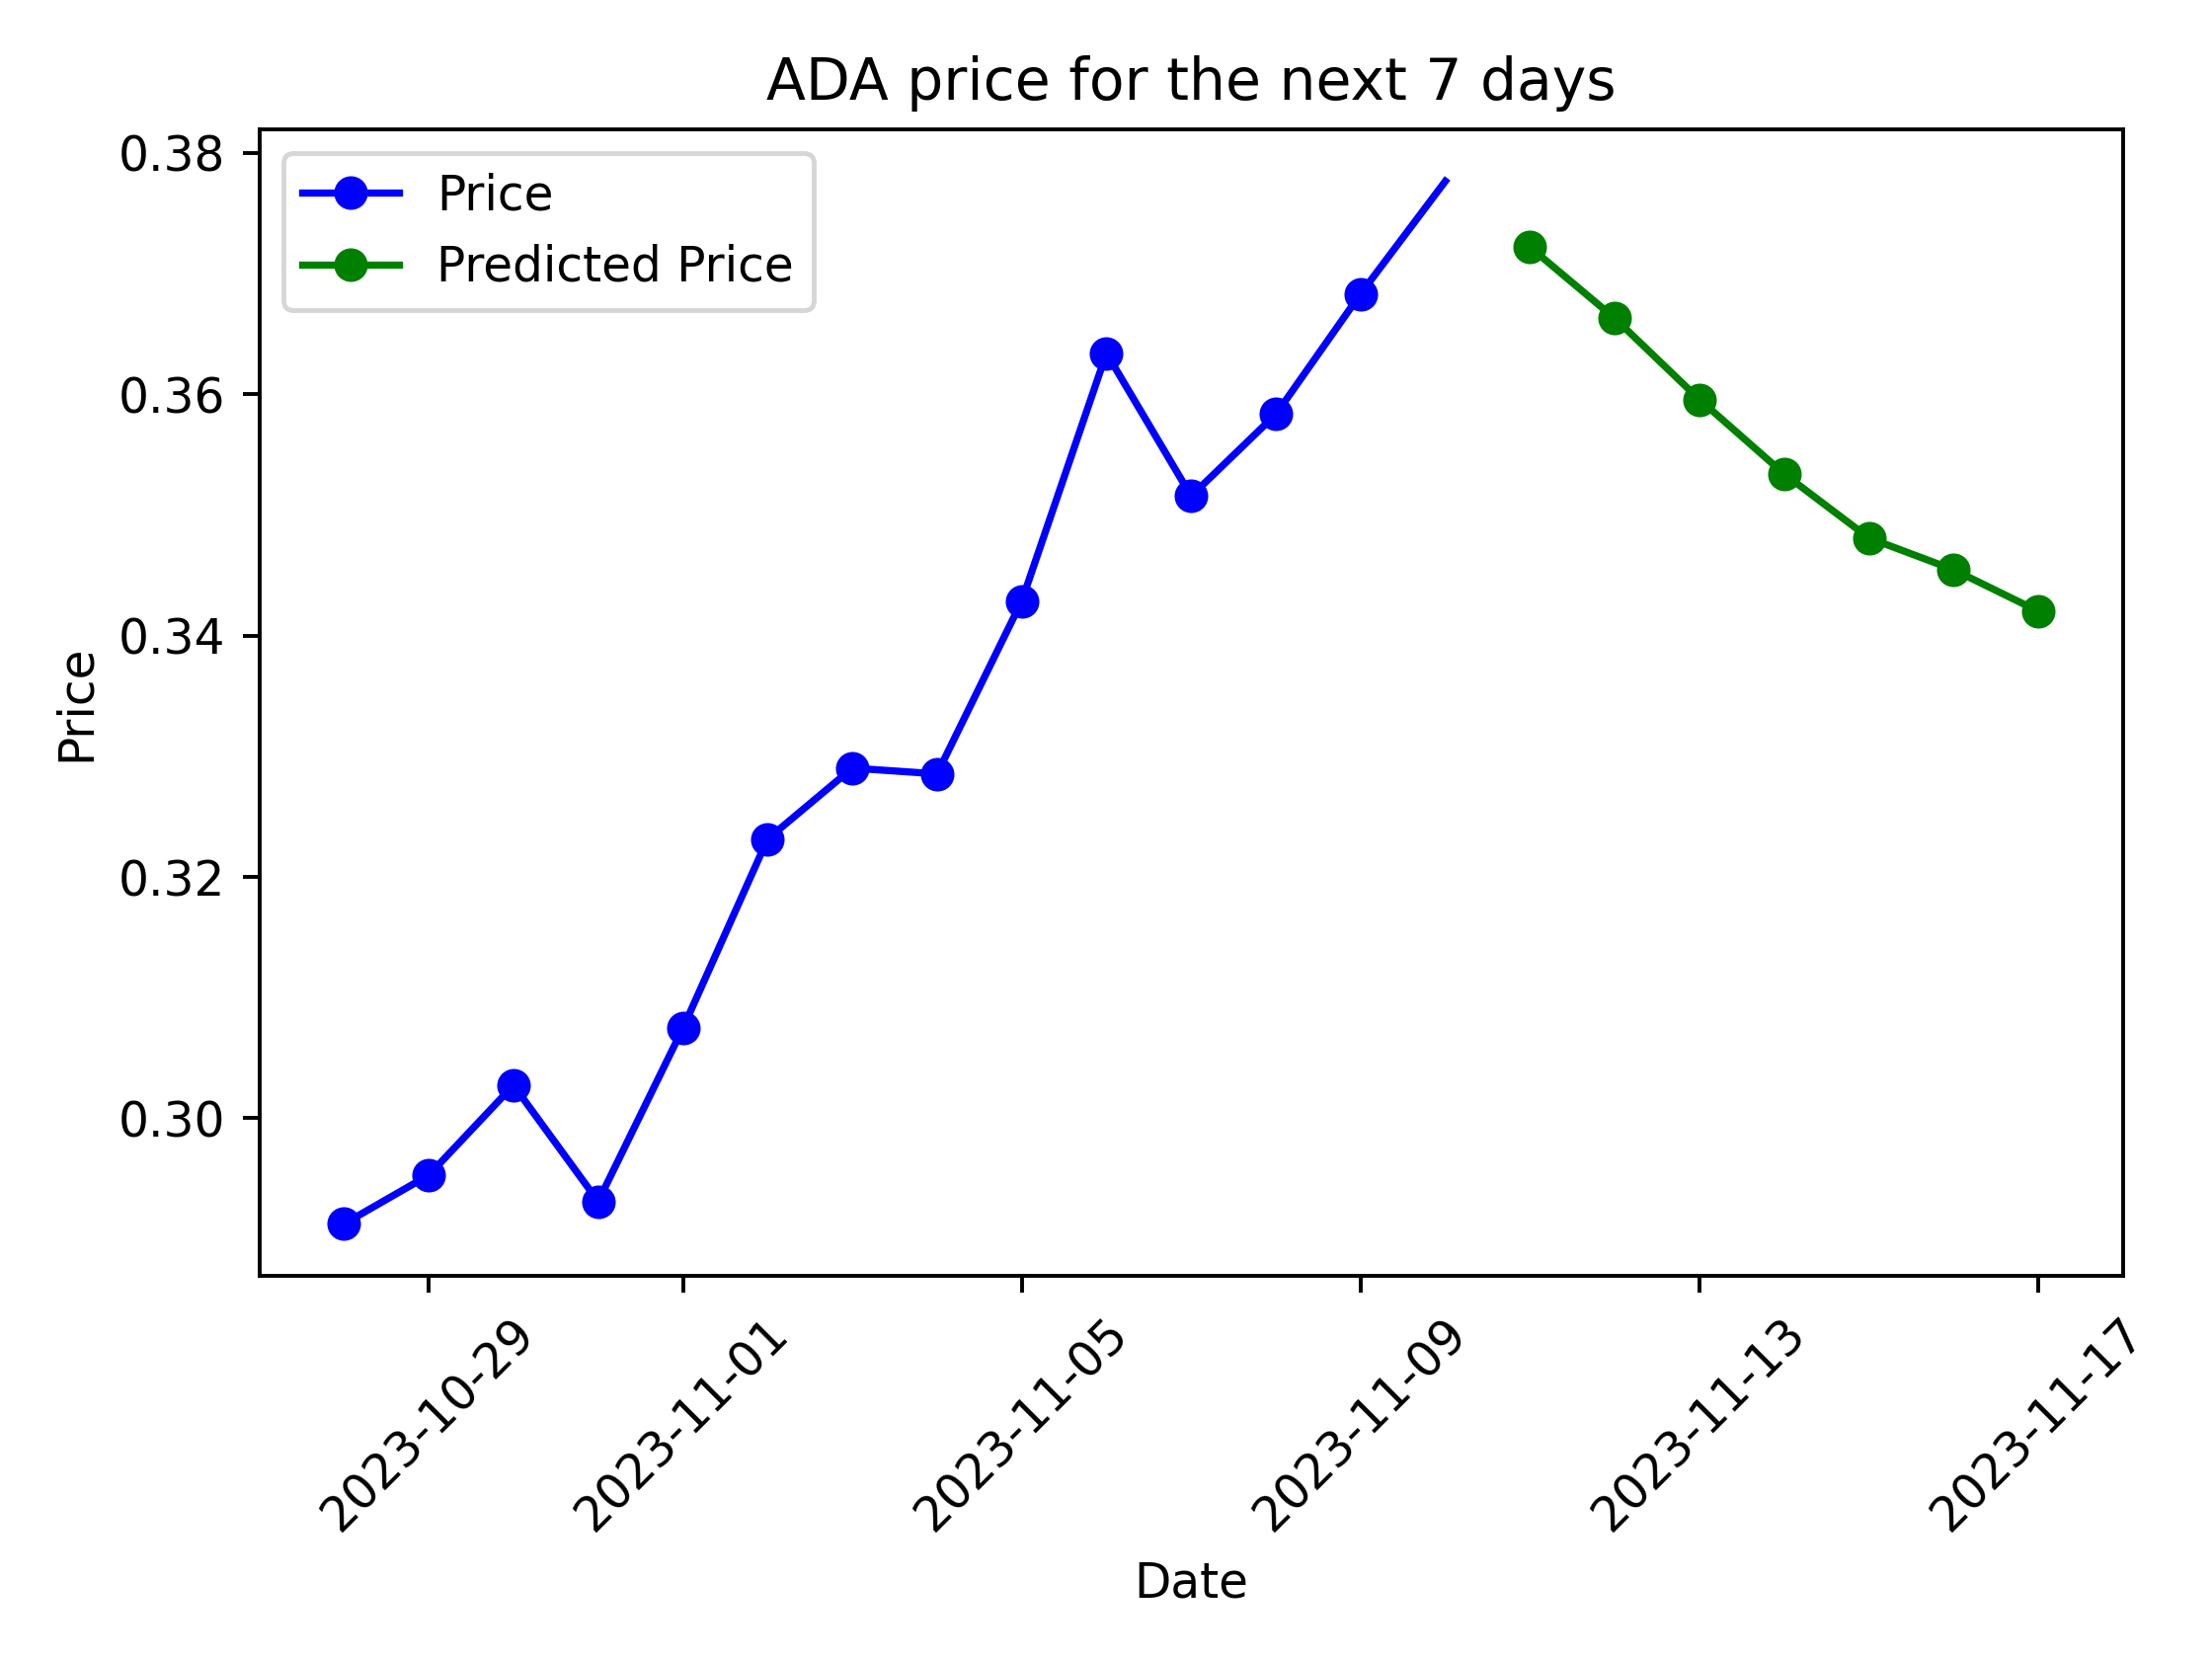 ADA price for the next 7 days
Price
Predicted Price
0.38
0.36
0.34
0.32
0.30
Price
2023-10-29
2023-11-01
2023-11-05
2023-11-09
2023-11-13
2023-11-17
Date